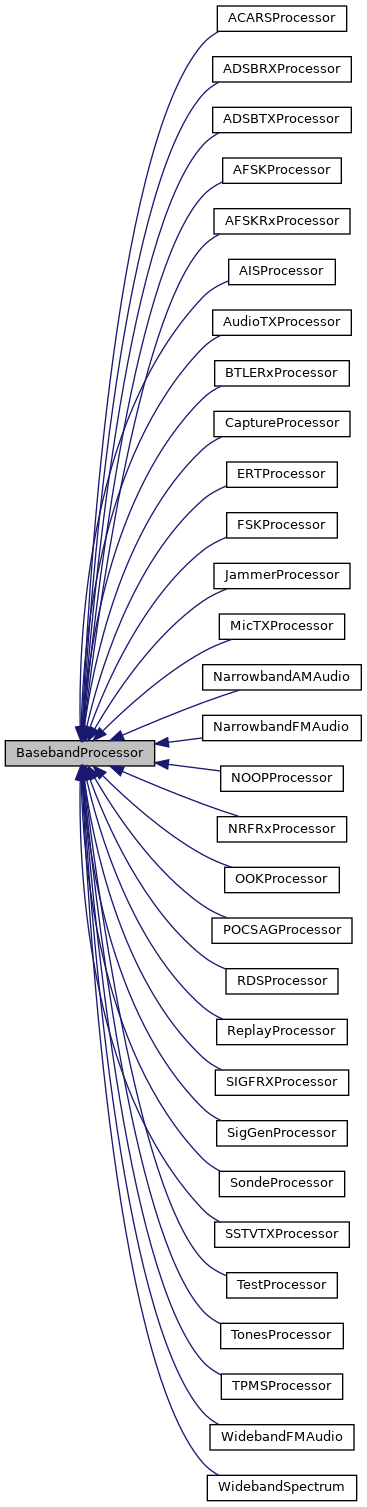 ACARSProcessor
ADSBRXProcessor
ADSBTXProcessor
AFSKProcessor
AFSKRxProcessor
AISProcessor
AudioTXProcessor
BTLERxProcessor
CaptureProcessor
ERTProcessor
FSKProcessor
JammerProcessor
MicTXProcessor
NarrowbandAMAudio
NarrowbandFMAudio
BasebandProcessor
NOOPProcessor
NRFRxProcessor
OOKProcessor
POCSAGProcessor
RDSProcessor
ReplayProcessor
SIGFRXProcessor
SigGenProcessor
SondeProcessor
SSTVTXProcessor
TestProcessor
TonesProcessor
TPMSProcessor
WidebandFMAudio
WidebandSpectrum